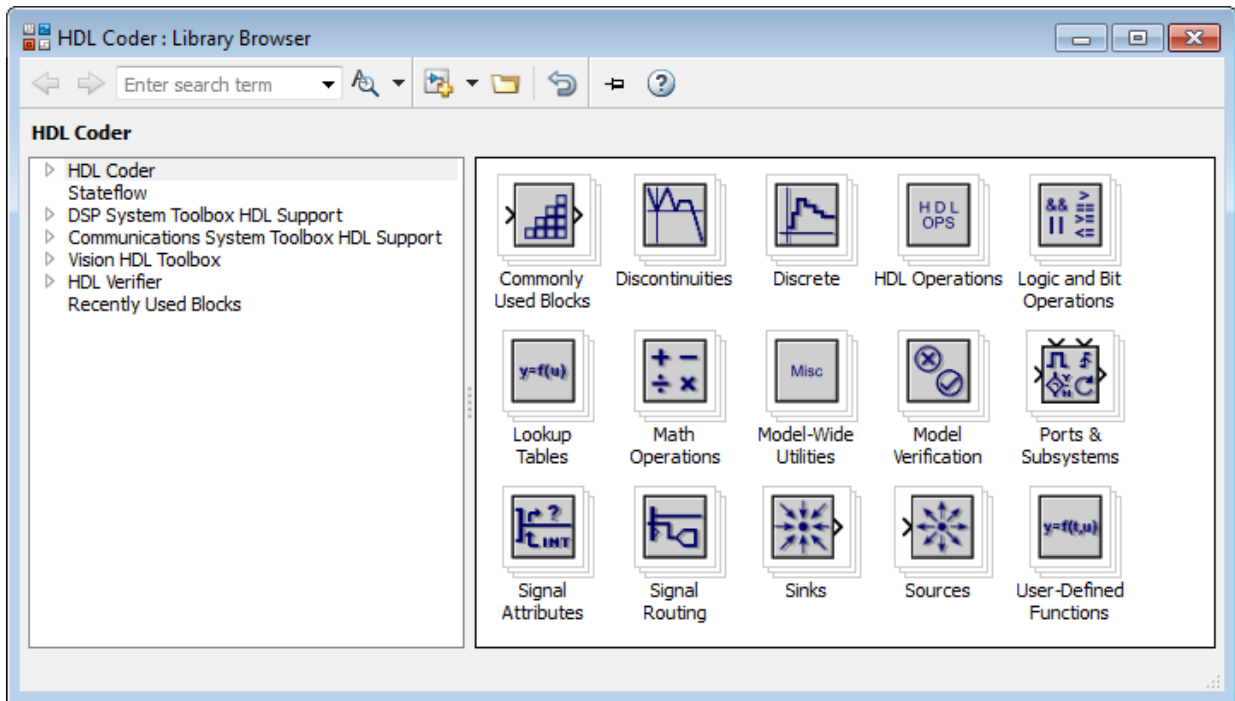 HDL Coder : Library Browser
Enter search term
HDL Coder
HDL Coder
Stateflow
DSP System Toolbox HDL Support
Communications System Toolbox HDL Support
Vision HDL Toolbox
HDL Verifier
Recently Used Blocks
Commonly
Used Blocks
Discontinuities
Discrete
HDL
OPS
HDL Operations
&& > == 
|| >= <=
Logic and Bit
Operations
y=f(u)
Lookup
Tables
+ −
÷ ×
Math
Operations
Misc
Model-Wide
Utilities
Model
Verification
Y
N
Ports &
Subsystems
?
t INT
Signal
Attributes
Signal
Routing
Sinks
Sources
y=f(t,u)
User-Defined
Functions